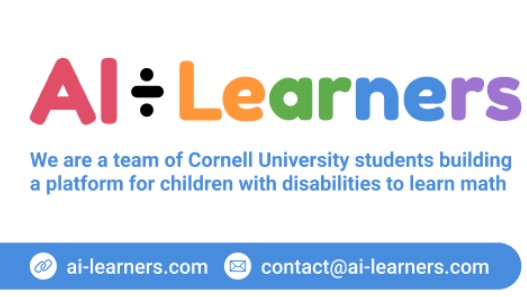 AI÷Learners
We are a team of Cornell University students building
a platform for children with disabilities to learn math
ai-learners.com contact@ai-learners.com